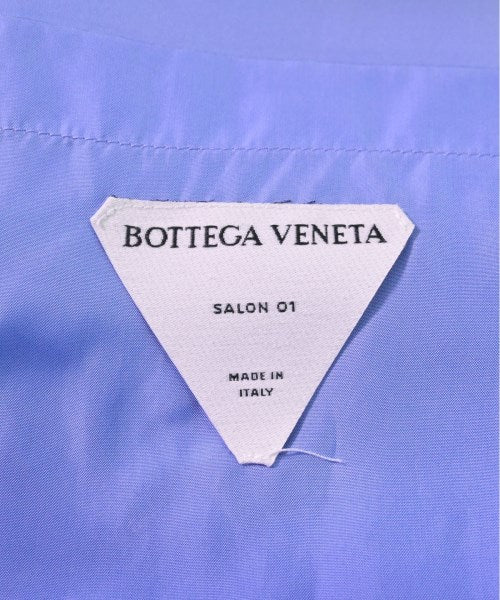 BOTTEGA VENETA
SALON 01
MADE IN
ITALY